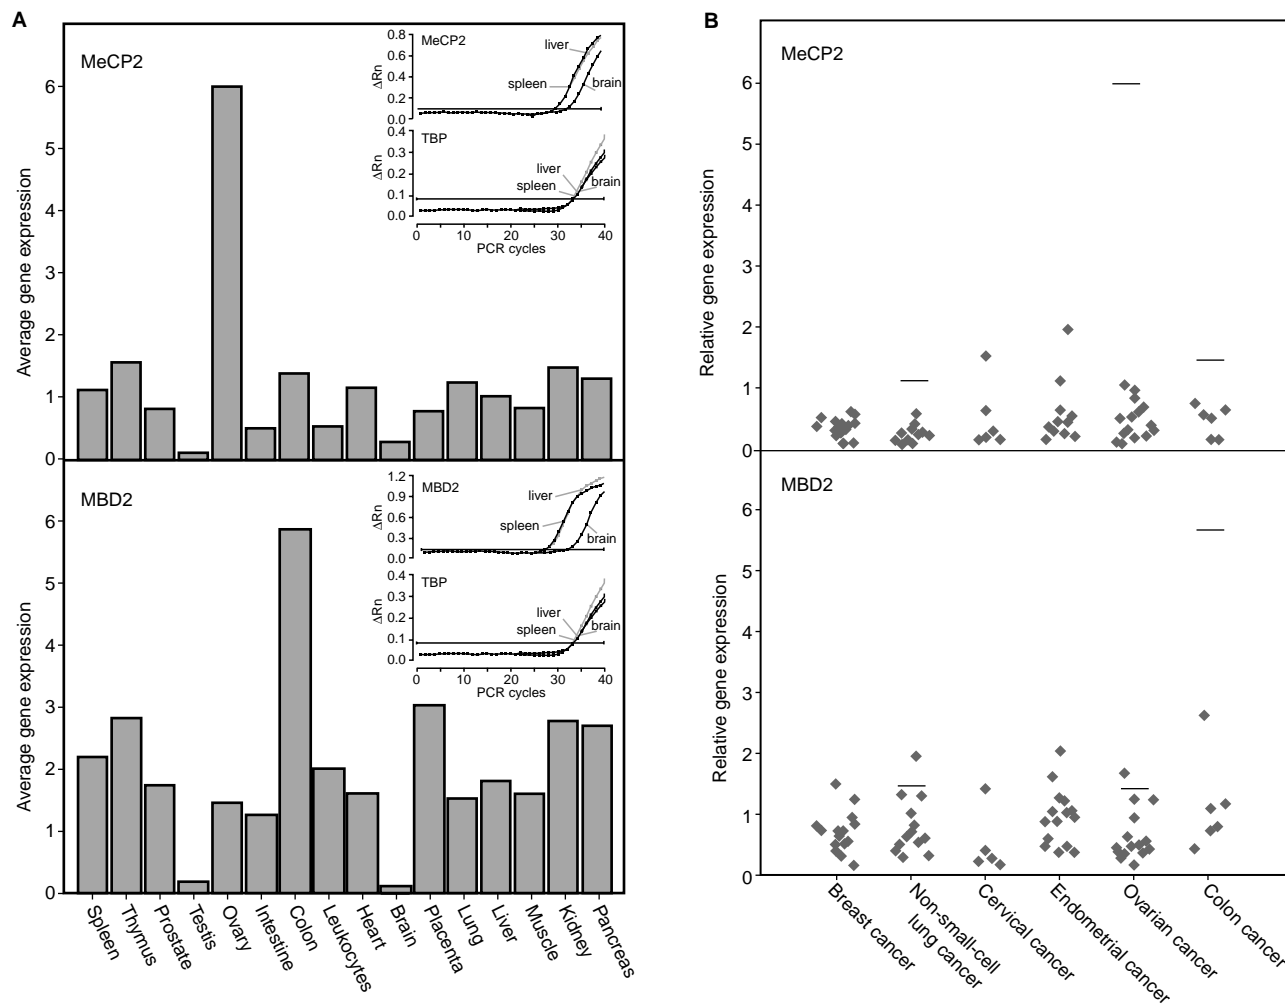 A
MeCP2
Average gene expression
6
5
4
3
2
1
0
MeCP2
ΔRn
0.8
0.6
0.4
0.2
0.0
liver
spleen
brain
TBP
ΔRn
0.4
0.3
0.2
0.1
0.0
liver
spleen
brain
0
10
20
30
40
PCR cycles
MBD2
Average gene expression
6
5
4
3
2
1
0
MBD2
ΔRn
1.2
0.9
0.6
0.3
0.0
liver
spleen
brain
TBP
ΔRn
0.4
0.3
0.2
0.1
0.0
liver
spleen
brain
0
10
20
30
40
PCR cycles
Spleen
Thymus
Prostate
Testis
Ovary
Intestine
Colon
Leukocytes
Heart
Brain
Placenta
Lung
Liver
Muscle
Kidney
Pancreas
B
MeCP2
Relative gene expression
6
5
4
3
2
1
0
MBD2
Relative gene expression
6
5
4
3
2
1
0
Breast cancer
Non-small-cell
lung cancer
Cervical cancer
Endometrial cancer
Ovarian cancer
Colon cancer